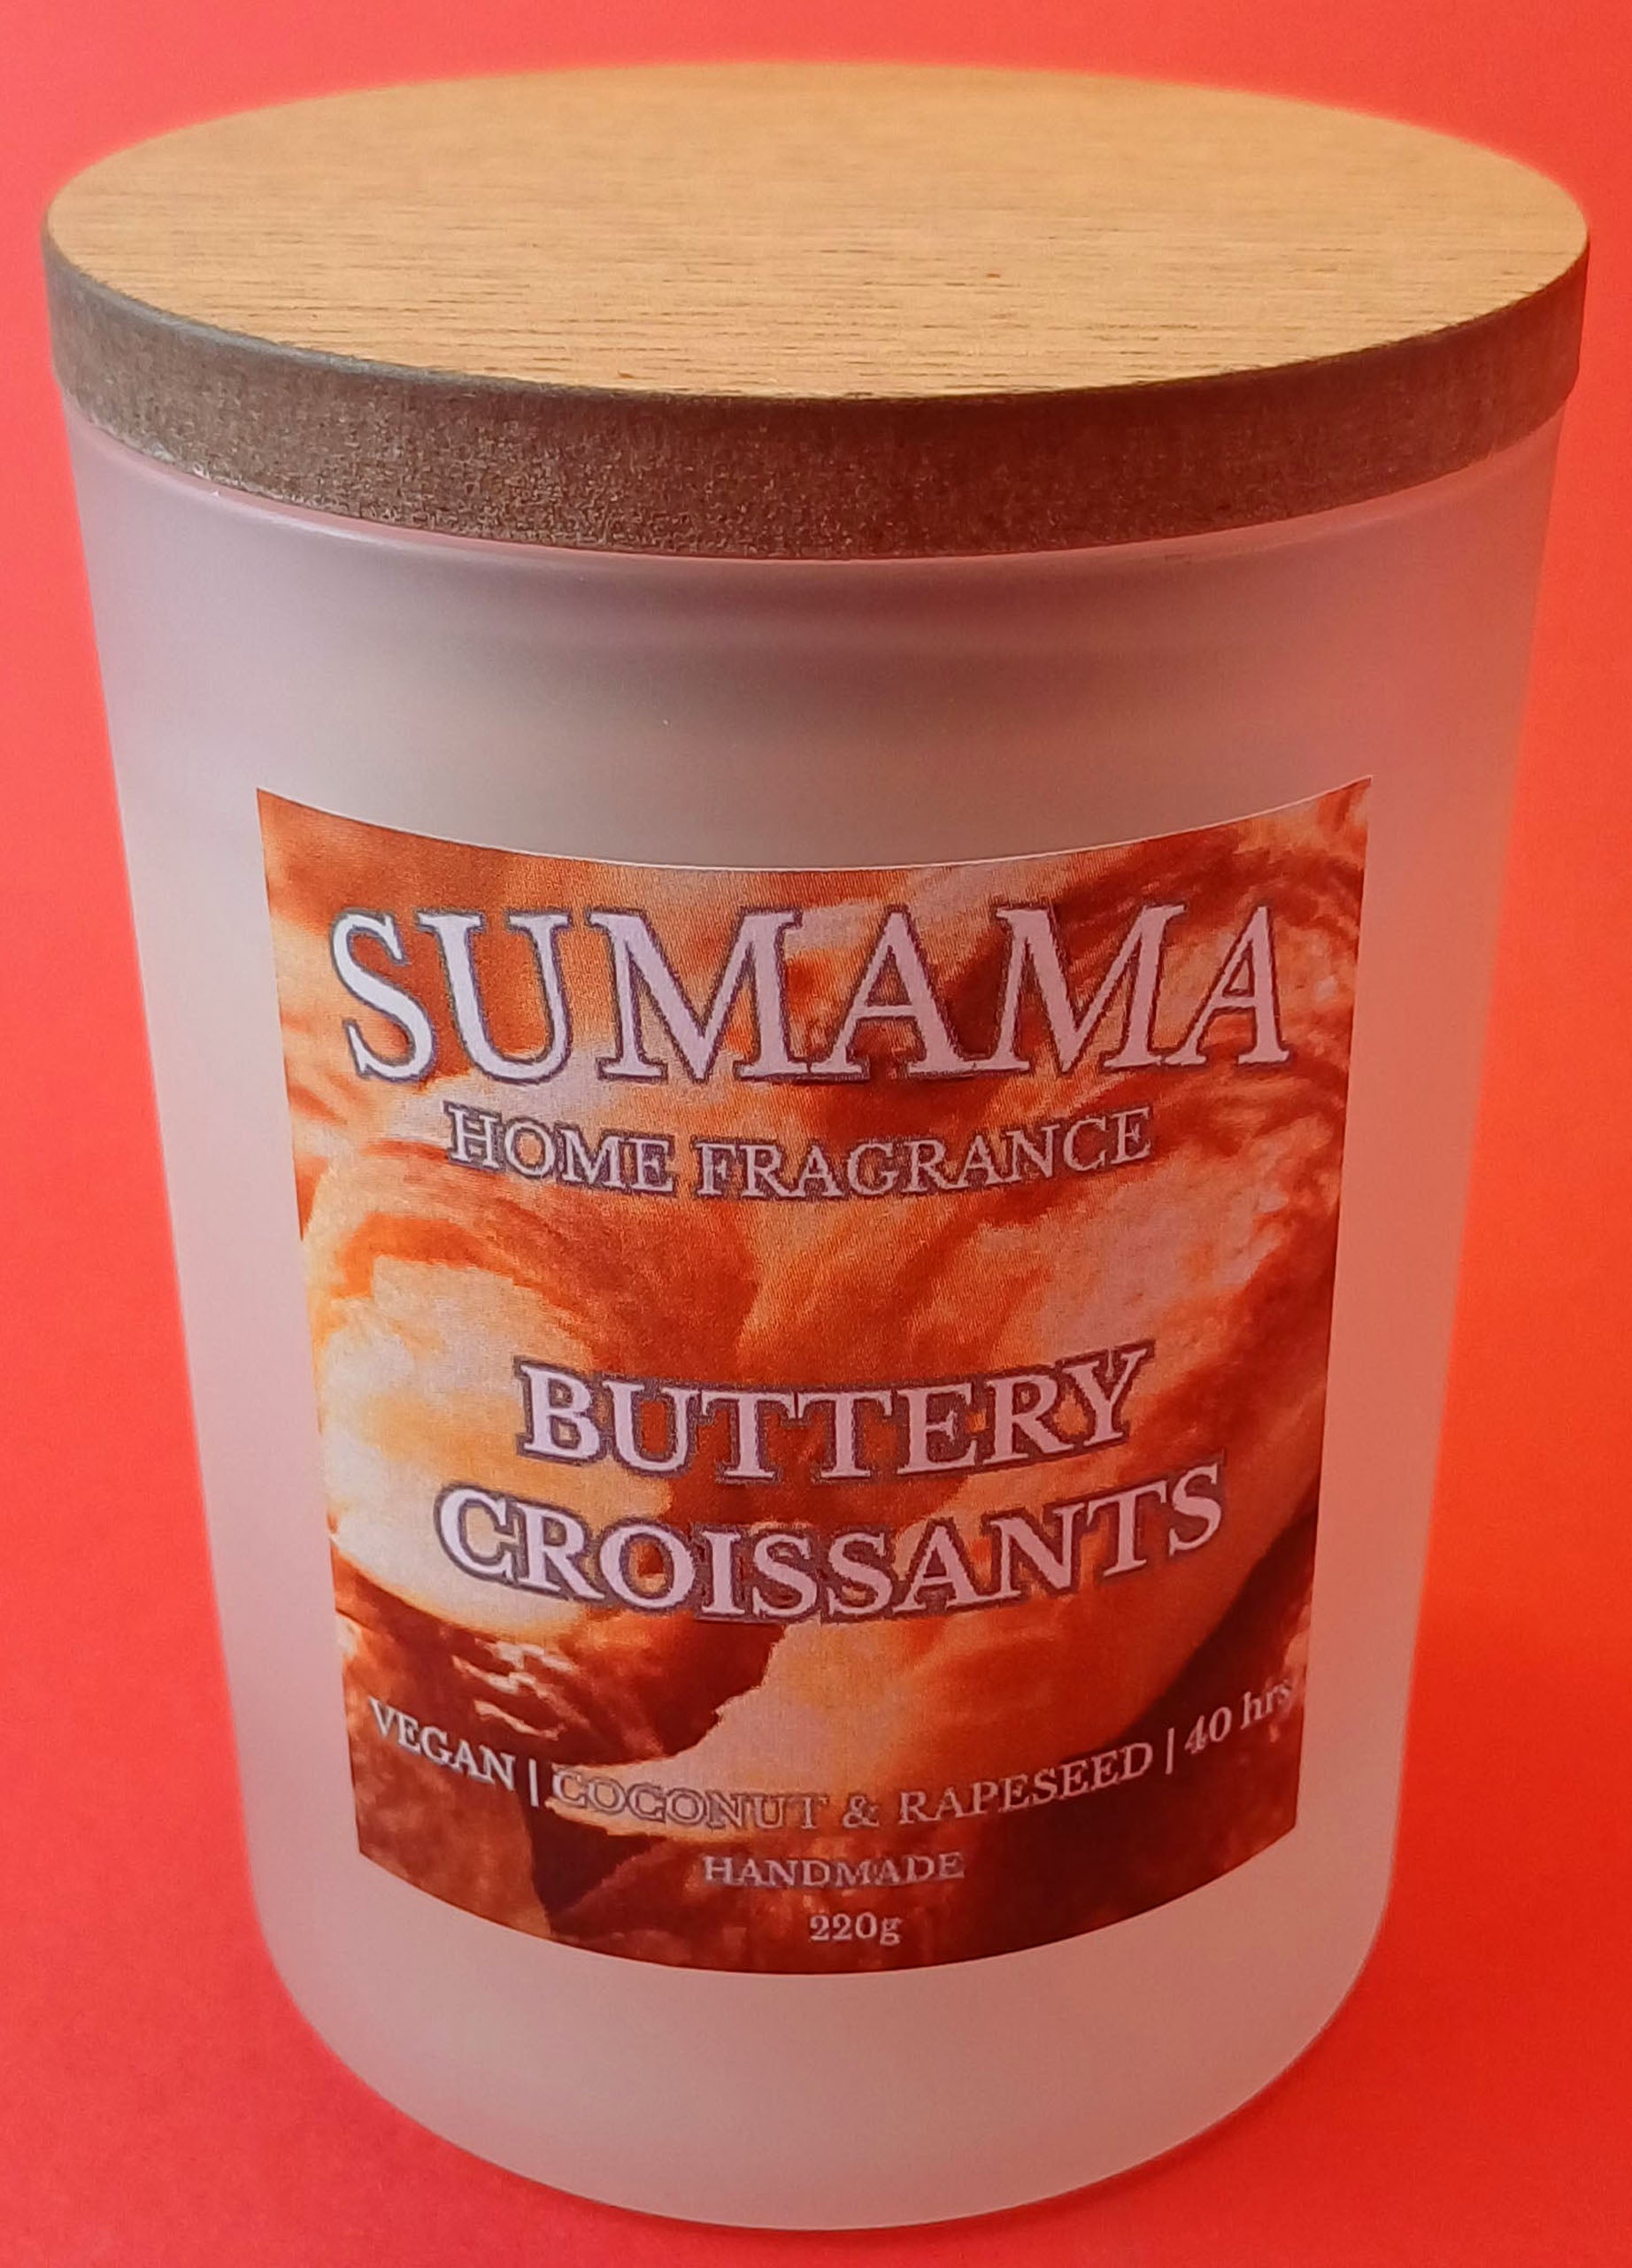 SUMAMA
HOME FRAGRANCE
BUTTERY
CROISSANTS
VEGAN | COCONUT & RAPESEED | 40 hrs
HANDMADE
220g